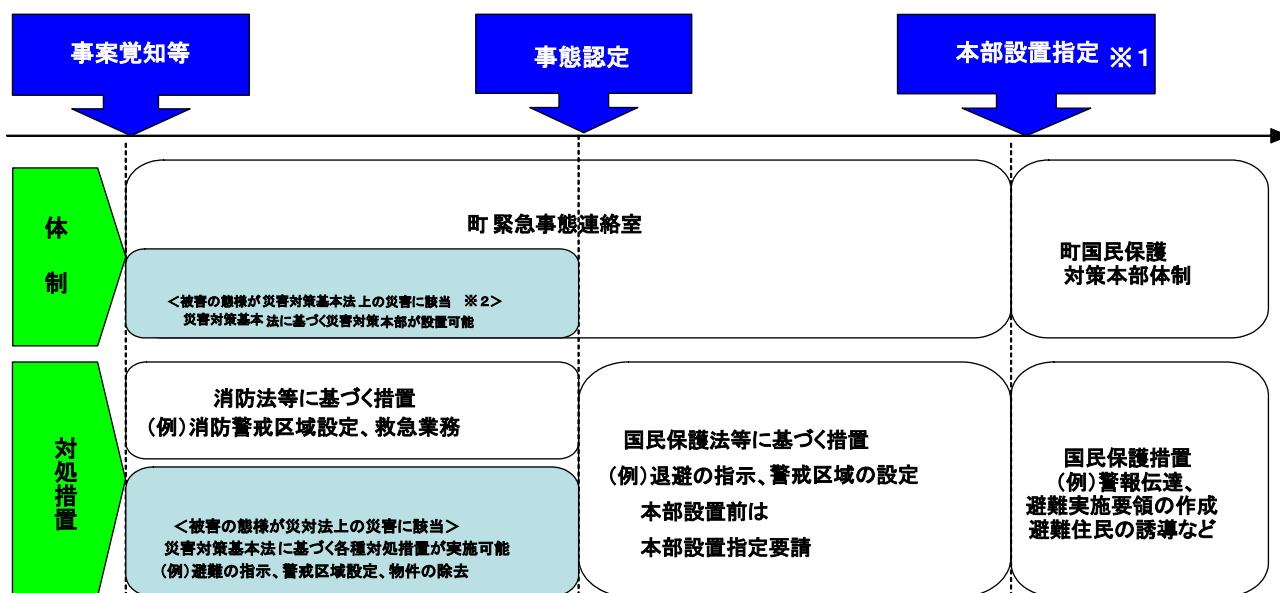 事案覚知等
事態認定
本部設置指定 ※1
体制
町 緊急事態連絡室
<被害の態様が災害対策基本法上の災害に該当 ※2>
災害対策基本法に基づく災害対策本部が設置可能
町国民保護
対策本部体制
対処措置
消防法等に基づく措置
(例)消防警戒区域設定、救急業務
<被害の態様が災対法上の災害に該当>
災害対策基本法に基づく各種対処措置が実施可能
(例)避難の指示、警戒区域設定、物件の除去
国民保護法等に基づく措置
(例)退避の指示、警戒区域の設定
本部設置前は
本部設置指定要請
国民保護措置
(例)警報伝達、
避難実施要領の作成
避難住民の誘導など